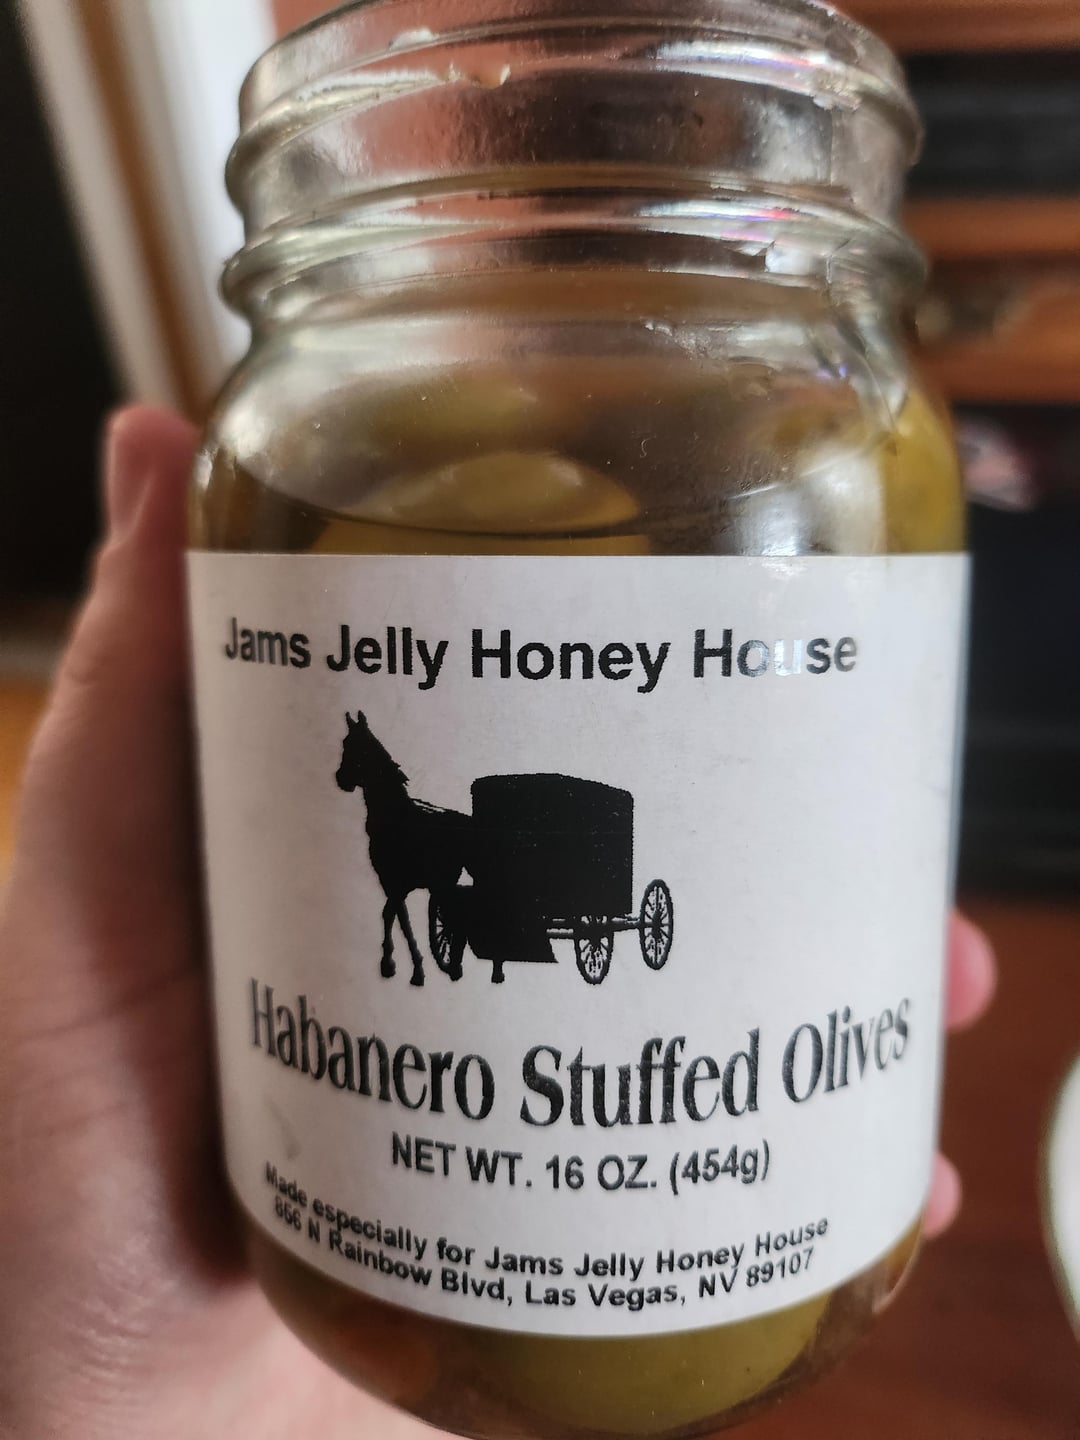 Jams Jelly Honey House
Habanero Stuffed Olives
NET WT. 16 OZ. (454g)
Made especially for Jams Jelly Honey House
866 N Rainbow Blvd, Las Vegas, NV 89107